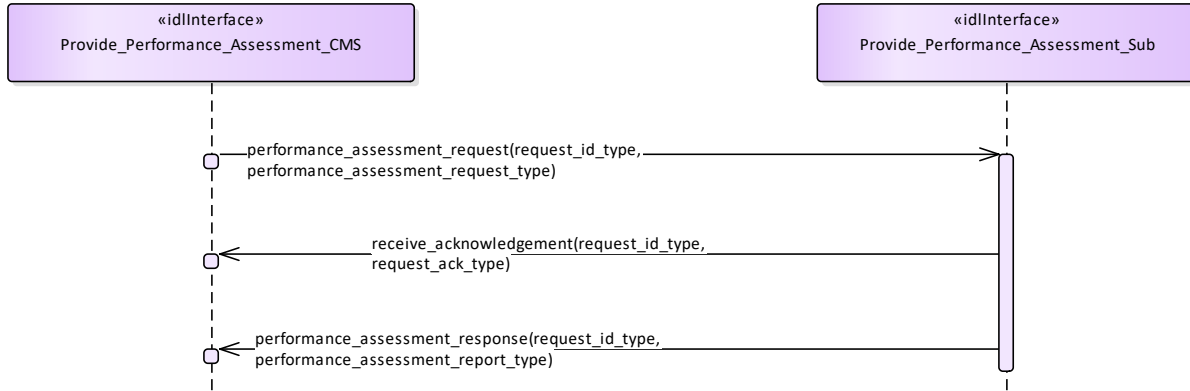 «idlInterface»
Provide_Performance_Assessment_CMS
«idlInterface»
Provide_Performance_Assessment_Sub
performance_assessment_request(request_id_type,
performance_assessment_request_type)
receive_acknowledgement(request_id_type,
request_ack_type)
performance_assessment_response(request_id_type,
performance_assessment_report_type)